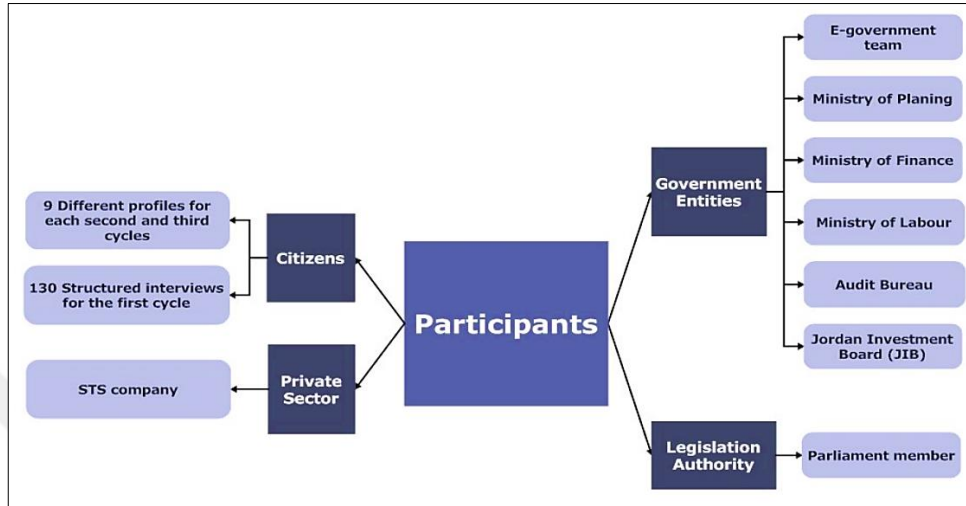 E-government
team
Ministry of Planing
Ministry of Finance
Government
Entities
Ministry of Labour
Audit Bureau
Jordan Investment
Board (JIB)
9 Different profiles for
each second and third
cycles
Citizens
130 Structured interviews
for the first cycle
Participants
STS company
Private
Sector
Legislation
Authority
Parliament member